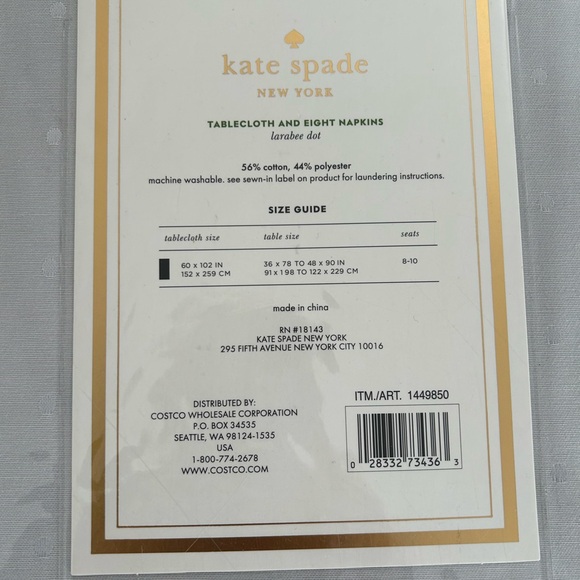 kate spade
NEW YORK
TABLECLOTH AND EIGHT NAPKINS
larabee dot
56% cotton, 44% polyester
machine washable. see sewn-in label on product for laundering instructions.
SIZE GUIDE
tablecloth size table size seats
60 x 102 IN 36 x 78 TO 48 x 90 IN 8-10
152 x 259 CM 91 x 198 TO 122 x 229 CM
made in china
RN #18143
KATE SPADE NEW YORK
295 FIFTH AVENUE NEW YORK CITY 10016
DISTRIBUTED BY:
COSTCO WHOLESALE CORPORATION
P.O. BOX 34535
SEATTLE, WA 98124-1535
USA
1-800-774-2678
WWW.COSTCO.COM
ITM./ART. 1449850
0 28332 73436 3